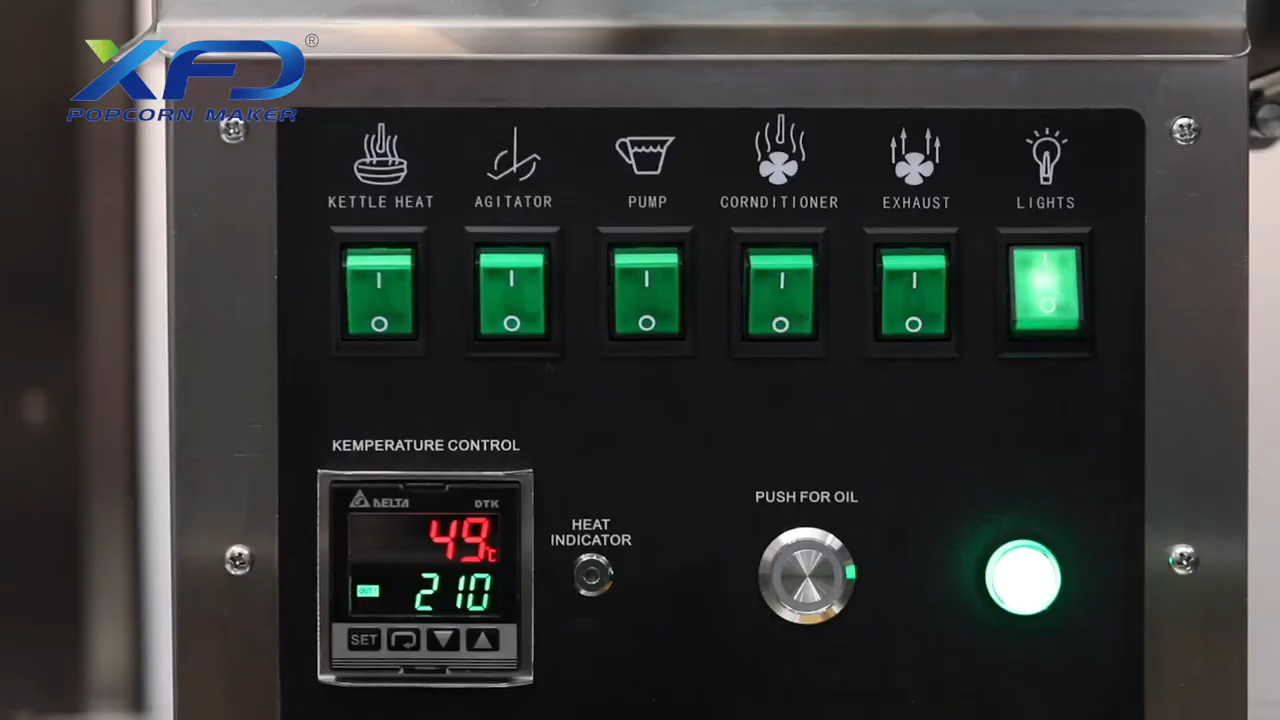 XFD®
POPCORN MAKER
KETTLE HEAT AGITATOR PUMP CORNDITIONER EXHAUST LIGHTS
KEMPERATURE CONTROL
DELTA DTK
49℃
OUT1 210
SET
HEAT
INDICATOR
PUSH FOR OIL